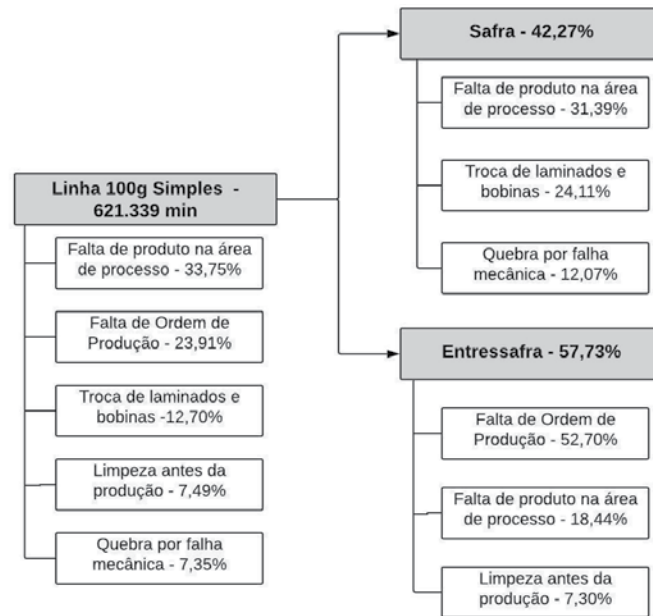 Linha 100g Simples -
621.339 min
Falta de produto na área
de processo - 33,75%
Falta de Ordem de
Produção - 23,91%
Troca de laminados e
bobinas -12,70%
Limpeza antes da
produção - 7,49%
Quebra por falha
mecânica - 7,35%
Safra - 42,27%
Falta de produto na área
de processo - 31,39%
Troca de laminados e
bobinas - 24,11%
Quebra por falha
mecânica - 12,07%
Entressafra - 57,73%
Falta de Ordem de
Produção - 52,70%
Falta de produto na área
de processo - 18,44%
Limpeza antes da
produção - 7,30%